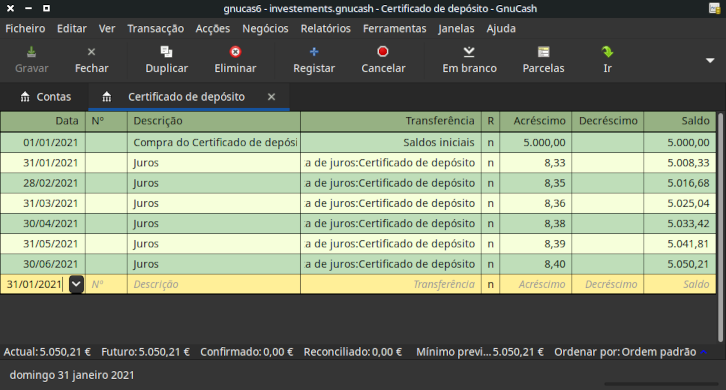 gnucas6 - investements.gnucash - Certificado de depósito - GnuCash
Ficheiro Editar Ver Transacção Acções Negócios Relatórios Ferramentas Janelas Ajuda
Gravar Fechar Duplicar Eliminar Registar Cancelar Em branco Parcelas Ir
Contas Certificado de depósito
Data Nº Descrição Transferência R Acréscimo Decréscimo Saldo
01/01/2021 Compra do Certificado de depósi Saldos iniciais n 5.000,00 5.000,00
31/01/2021 Juros a de juros:Certificado de depósito n 8,33 5.008,33
28/02/2021 Juros a de juros:Certificado de depósito n 8,35 5.016,68
31/03/2021 Juros a de juros:Certificado de depósito n 8,36 5.025,04
30/04/2021 Juros a de juros:Certificado de depósito n 8,38 5.033,42
31/05/2021 Juros a de juros:Certificado de depósito n 8,39 5.041,81
30/06/2021 Juros a de juros:Certificado de depósito n 8,40 5.050,21
31/01/2021 Nº Descrição Transferência n Acréscimo Decréscimo Saldo
Actual: 5.050,21 € Futuro: 5.050,21 € Confirmado: 0,00 € Reconciliado: 0,00 € Mínimo previ... 5.050,21 € Ordenar por: Ordem padrão
domingo 31 janeiro 2021